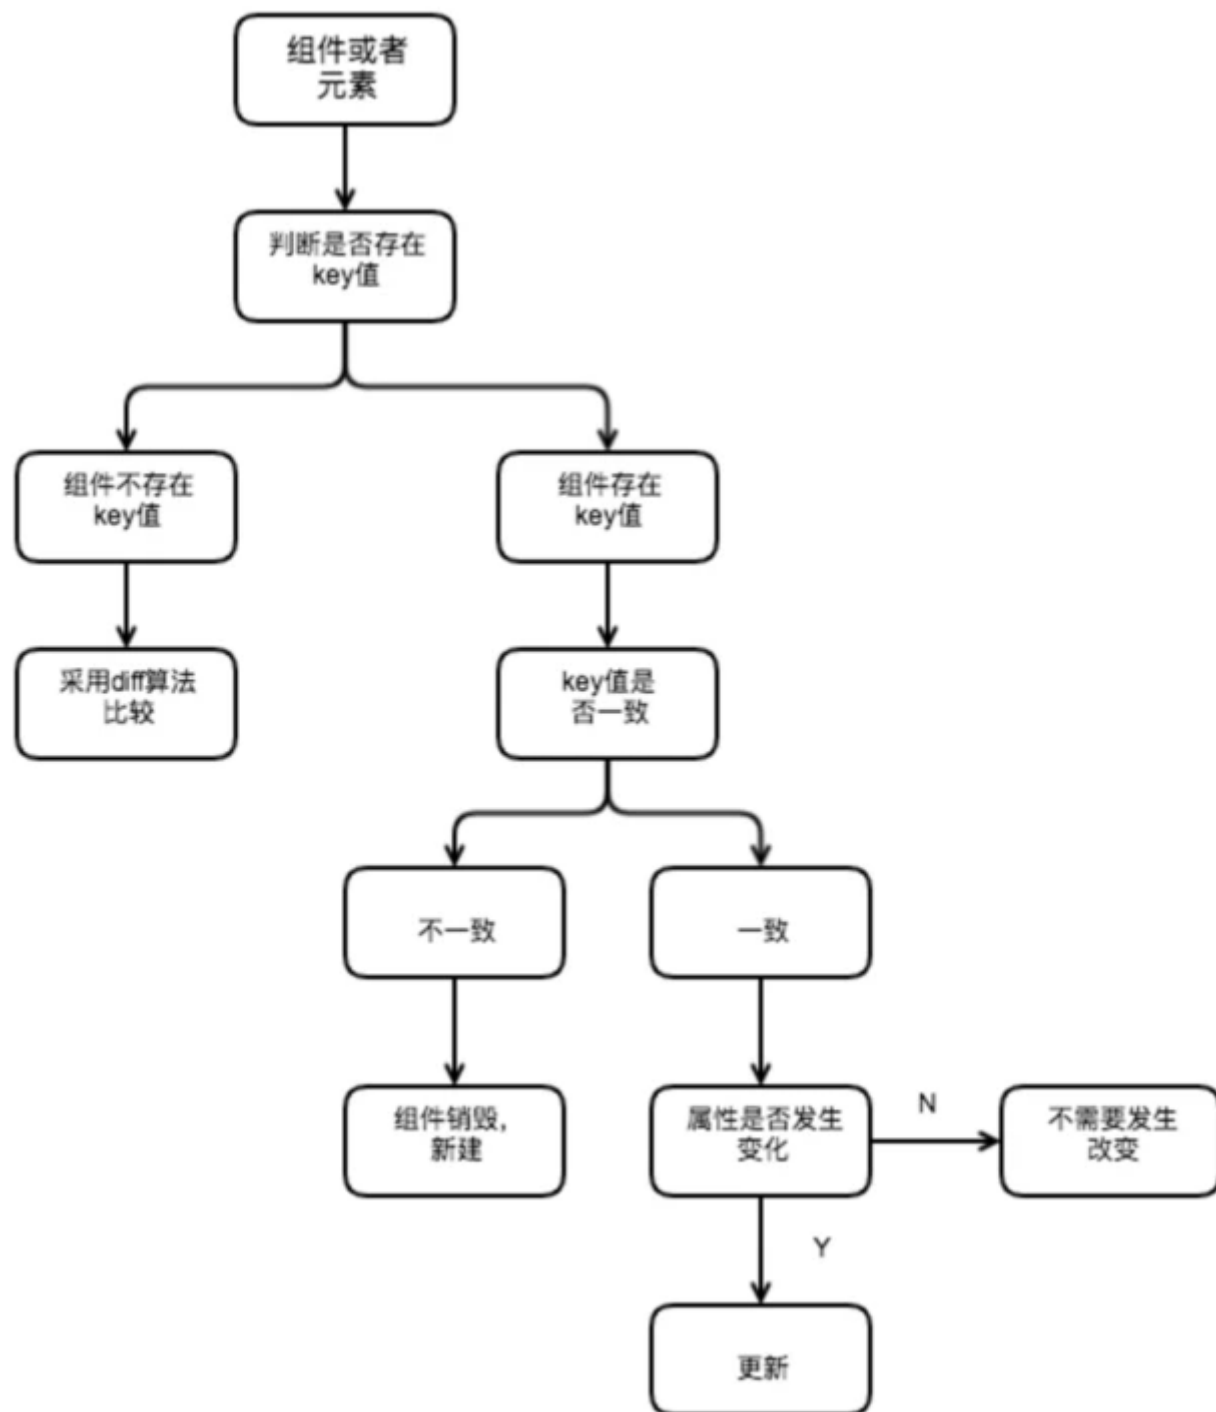 组件或者
元素
判断是否存在
key值
组件不存在
key值
组件存在
key值
采用diff算法
比较
key值是
否一致
不一致
一致
组件销毁，
新建
属性是否发生
变化
N
不需要发生
改变
Y
更新